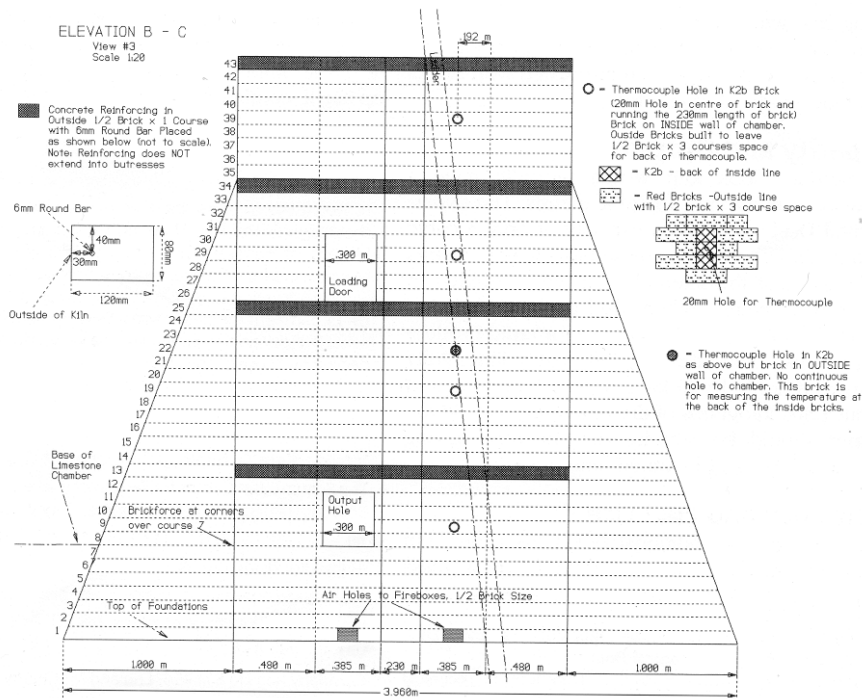 ELEVATION B - C
View #3
Scale 1:20
Concrete Reinforcing in
Outside 1/2 Brick x 1 Course
with 6mm Round Bar Placed
as shown below (not to scale).
Note: Reinforcing does NOT
extend into butresses
6mm Round Bar
40mm
30mm
80mm
120mm
Outside of Kiln
Base of
Limestone
Chamber
Brickforce at corners
over course 7
Top of Foundations
43
42
41
40
39
38
37
36
35
34
33
32
31
30
29
28
27
26
25
24
23
22
21
20
19
18
17
16
15
14
13
12
11
10
9
8
7
6
5
4
3
2
1
.192 m
Ladder
.300 m
Loading
Door
Output
Hole
.300 m
Air Holes to Fireboxes. 1/2 Brick Size
1.000 m
.480 m
.385 m
.230 m
.385 m
.480 m
1.000 m
3.960m
- Thermocouple Hole in K2b Brick
(20mm Hole in centre of brick and
running the 230mm length of brick)
Brick on INSIDE wall of chamber.
Ouside Bricks built to leave
1/2 Brick x 3 courses space
for back of thermocouple.
= K2b - back of inside line
= Red Bricks -Outside line
with 1/2 brick x 3 course space
20mm Hole for Thermocouple
- Thermocouple Hole in K2b
as above but brick in OUTSIDE
wall of chamber. No continuous
hole to chamber. This brick is
for measuring the temperature at
the back of the inside bricks.